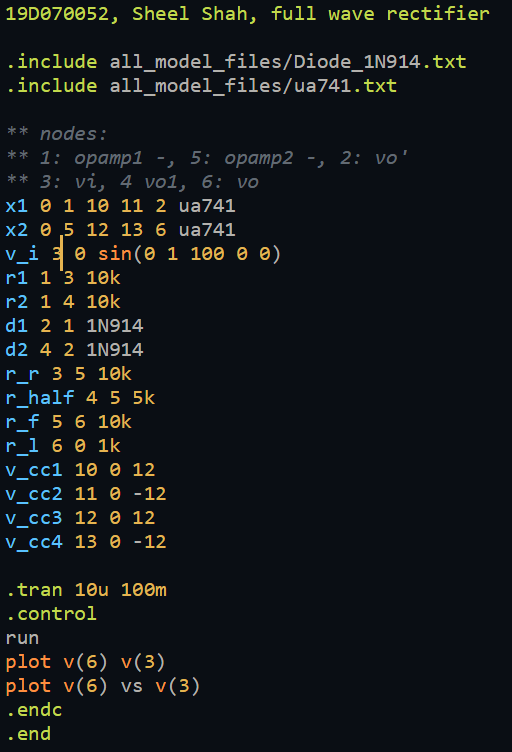 19D070052, Sheel Shah, full wave rectifier
.include all_model_files/Diode_1N914.txt
.include all_model_files/ua741.txt
** nodes:
** 1: opamp1 -, 5: opamp2 -, 2: vo'
** 3: vi, 4 vo1, 6: vo
x1 0 1 10 11 2 ua741
x2 0 5 12 13 6 ua741
v_i 3 0 sin(0 1 100 0 0)
r1 1 3 10k
r2 1 4 10k
d1 2 1 1N914
d2 4 2 1N914
r_r 3 5 10k
r_half 4 5 5k
r_f 5 6 10k
r_l 6 0 1k
v_cc1 10 0 12
v_cc2 11 0 -12
v_cc3 12 0 12
v_cc4 13 0 -12
.tran 10u 100m
.control
run
plot v(6) v(3)
plot v(6) vs v(3)
.endc
.end